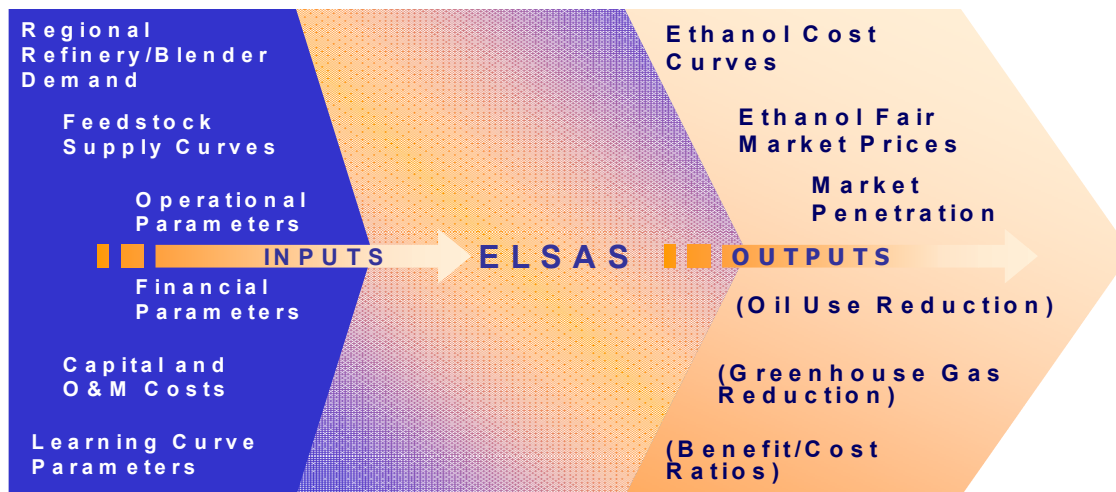 Regional
Refinery/Blender
Demand
Feedstock
Supply Curves
Operational
Parameters
INPUTS
Financial
Parameters
Capital and
O&M Costs
Learning Curve
Parameters
ELSAS
Ethanol Cost
Curves
Ethanol Fair
Market Prices
Market
Penetration
OUTPUTS
(Oil Use Reduction)
(Greenhouse Gas
Reduction)
(Benefit/Cost
Ratios)